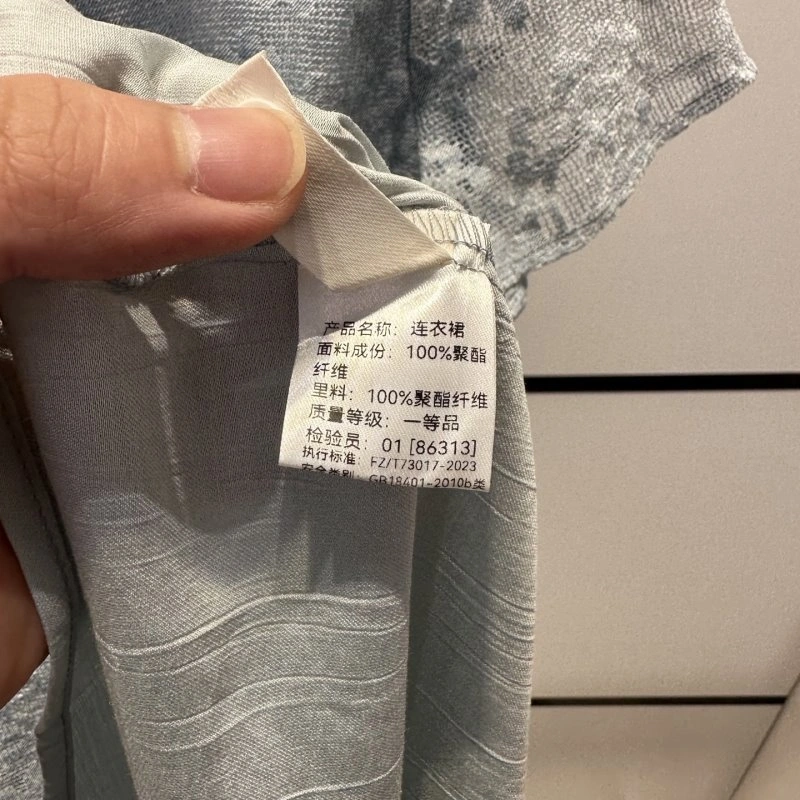 产品名称：连衣裙
面料成份：100%聚酯
纤维
里料：100%聚酯纤维
质量等级：一等品
检验员：01 [86313]
执行标准：FZ/T73017-2023
安全类别：GB18401-2010b类